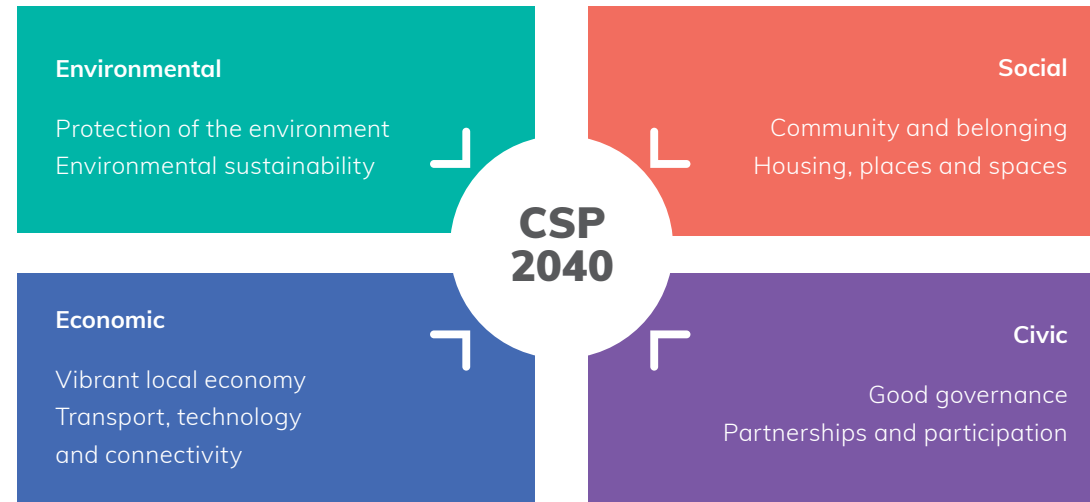 Environmental
Protection of the environment
Environmental sustainability
Social
Community and belonging
Housing, places and spaces
CSP
2040
Economic
Vibrant local economy
Transport, technology
and connectivity
Civic
Good governance
Partnerships and participation